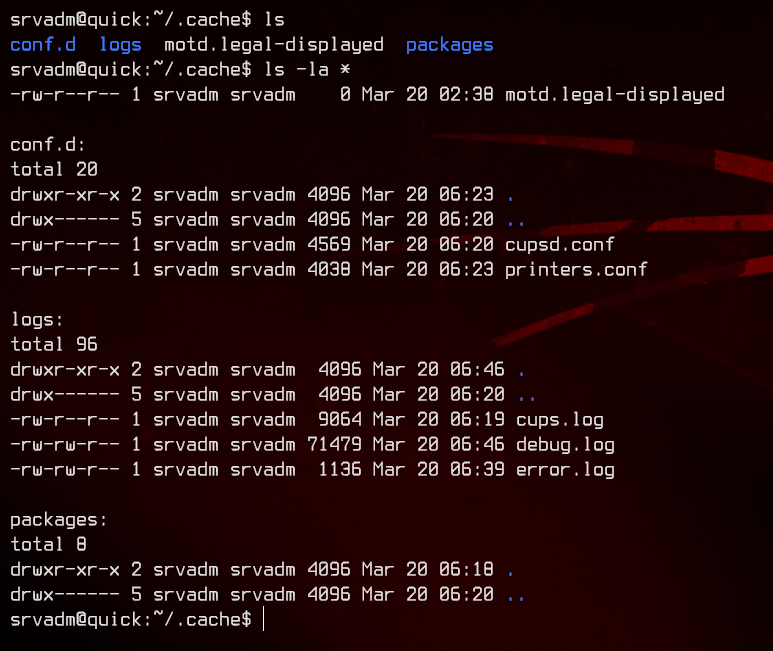 srvadm@quick:~/.cache$ ls
conf.d  logs  motd.legal-displayed  packages
srvadm@quick:~/.cache$ ls -la *
-rw-r--r-- 1 srvadm srvadm    0 Mar 20 02:38 motd.legal-displayed

conf.d:
total 20
drwxr-xr-x 2 srvadm srvadm 4096 Mar 20 06:23 .
drwx------ 5 srvadm srvadm 4096 Mar 20 06:20 ..
-rw-r--r-- 1 srvadm srvadm 4569 Mar 20 06:20 cupsd.conf
-rw-r--r-- 1 srvadm srvadm 4038 Mar 20 06:23 printers.conf

logs:
total 96
drwxr-xr-x 2 srvadm srvadm  4096 Mar 20 06:46 .
drwx------ 5 srvadm srvadm  4096 Mar 20 06:20 ..
-rw-r--r-- 1 srvadm srvadm  9064 Mar 20 06:19 cups.log
-rw-rw-r-- 1 srvadm srvadm 71479 Mar 20 06:46 debug.log
-rw-rw-r-- 1 srvadm srvadm  1136 Mar 20 06:39 error.log

packages:
total 8
drwxr-xr-x 2 srvadm srvadm 4096 Mar 20 06:18 .
drwx------ 5 srvadm srvadm 4096 Mar 20 06:20 ..
srvadm@quick:~/.cache$